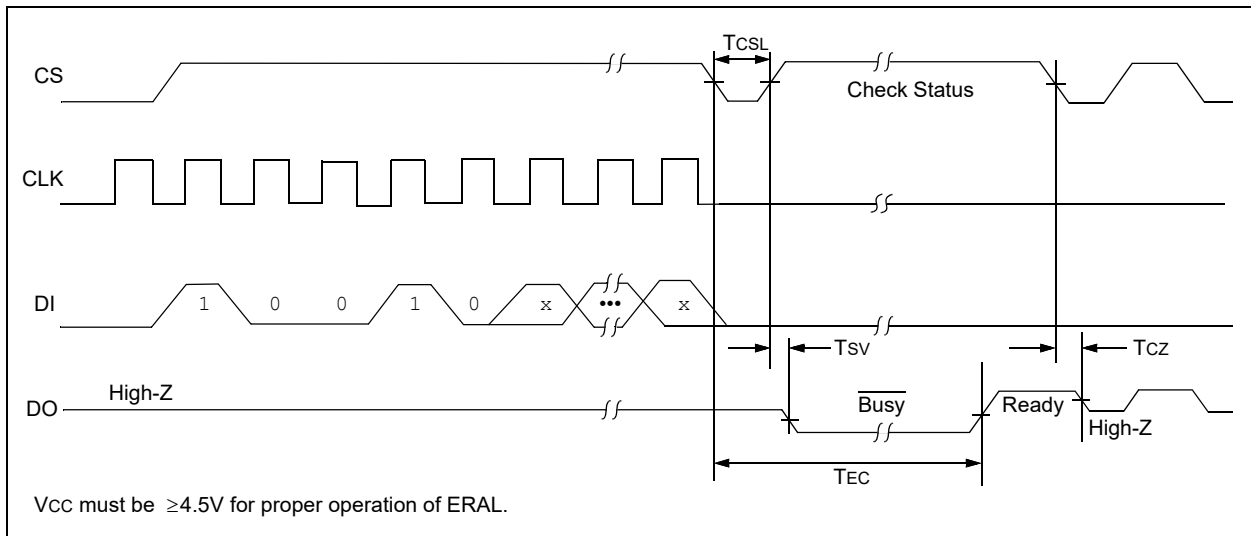 TCSL
CS
Check Status
CLK
DI
1 0 0 1 0 x ••• x
TSV
TCZ
High-Z
DO
Busy
Ready
High-Z
TEC
VCC must be ≥4.5V for proper operation of ERAL.